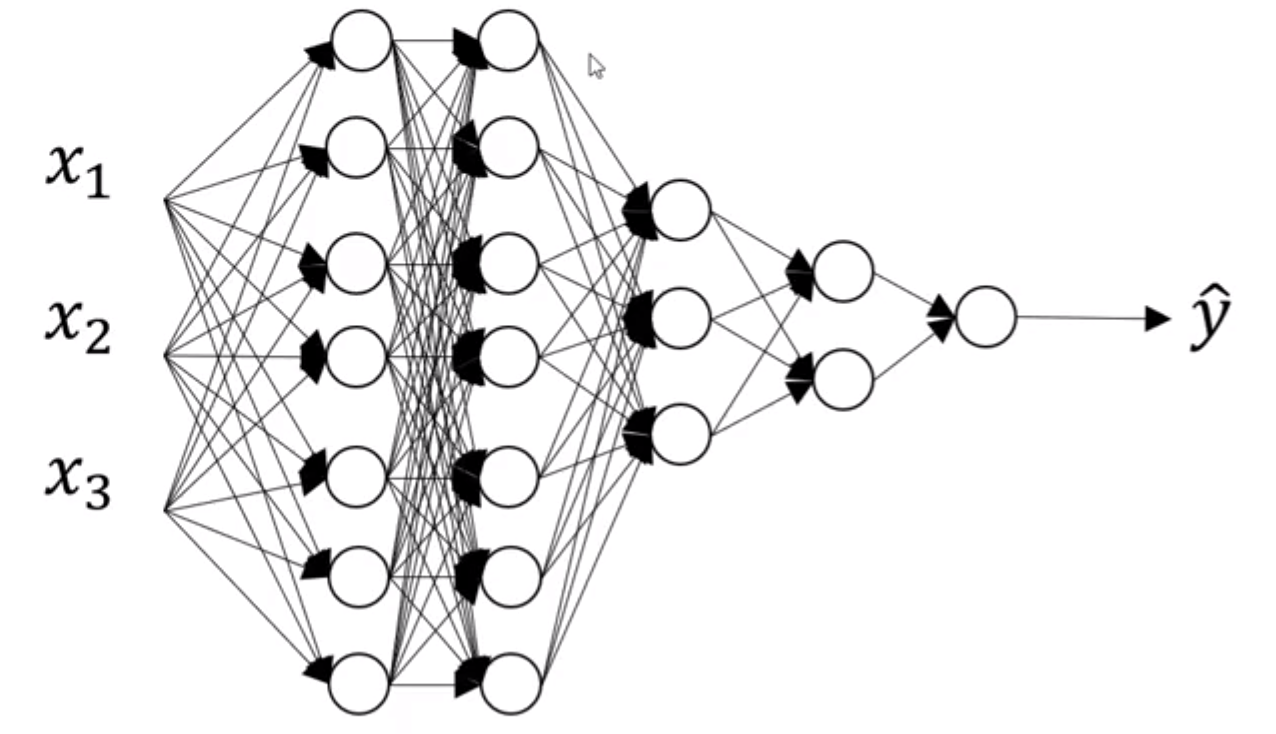 x₁
x₂
ŷ
x₃